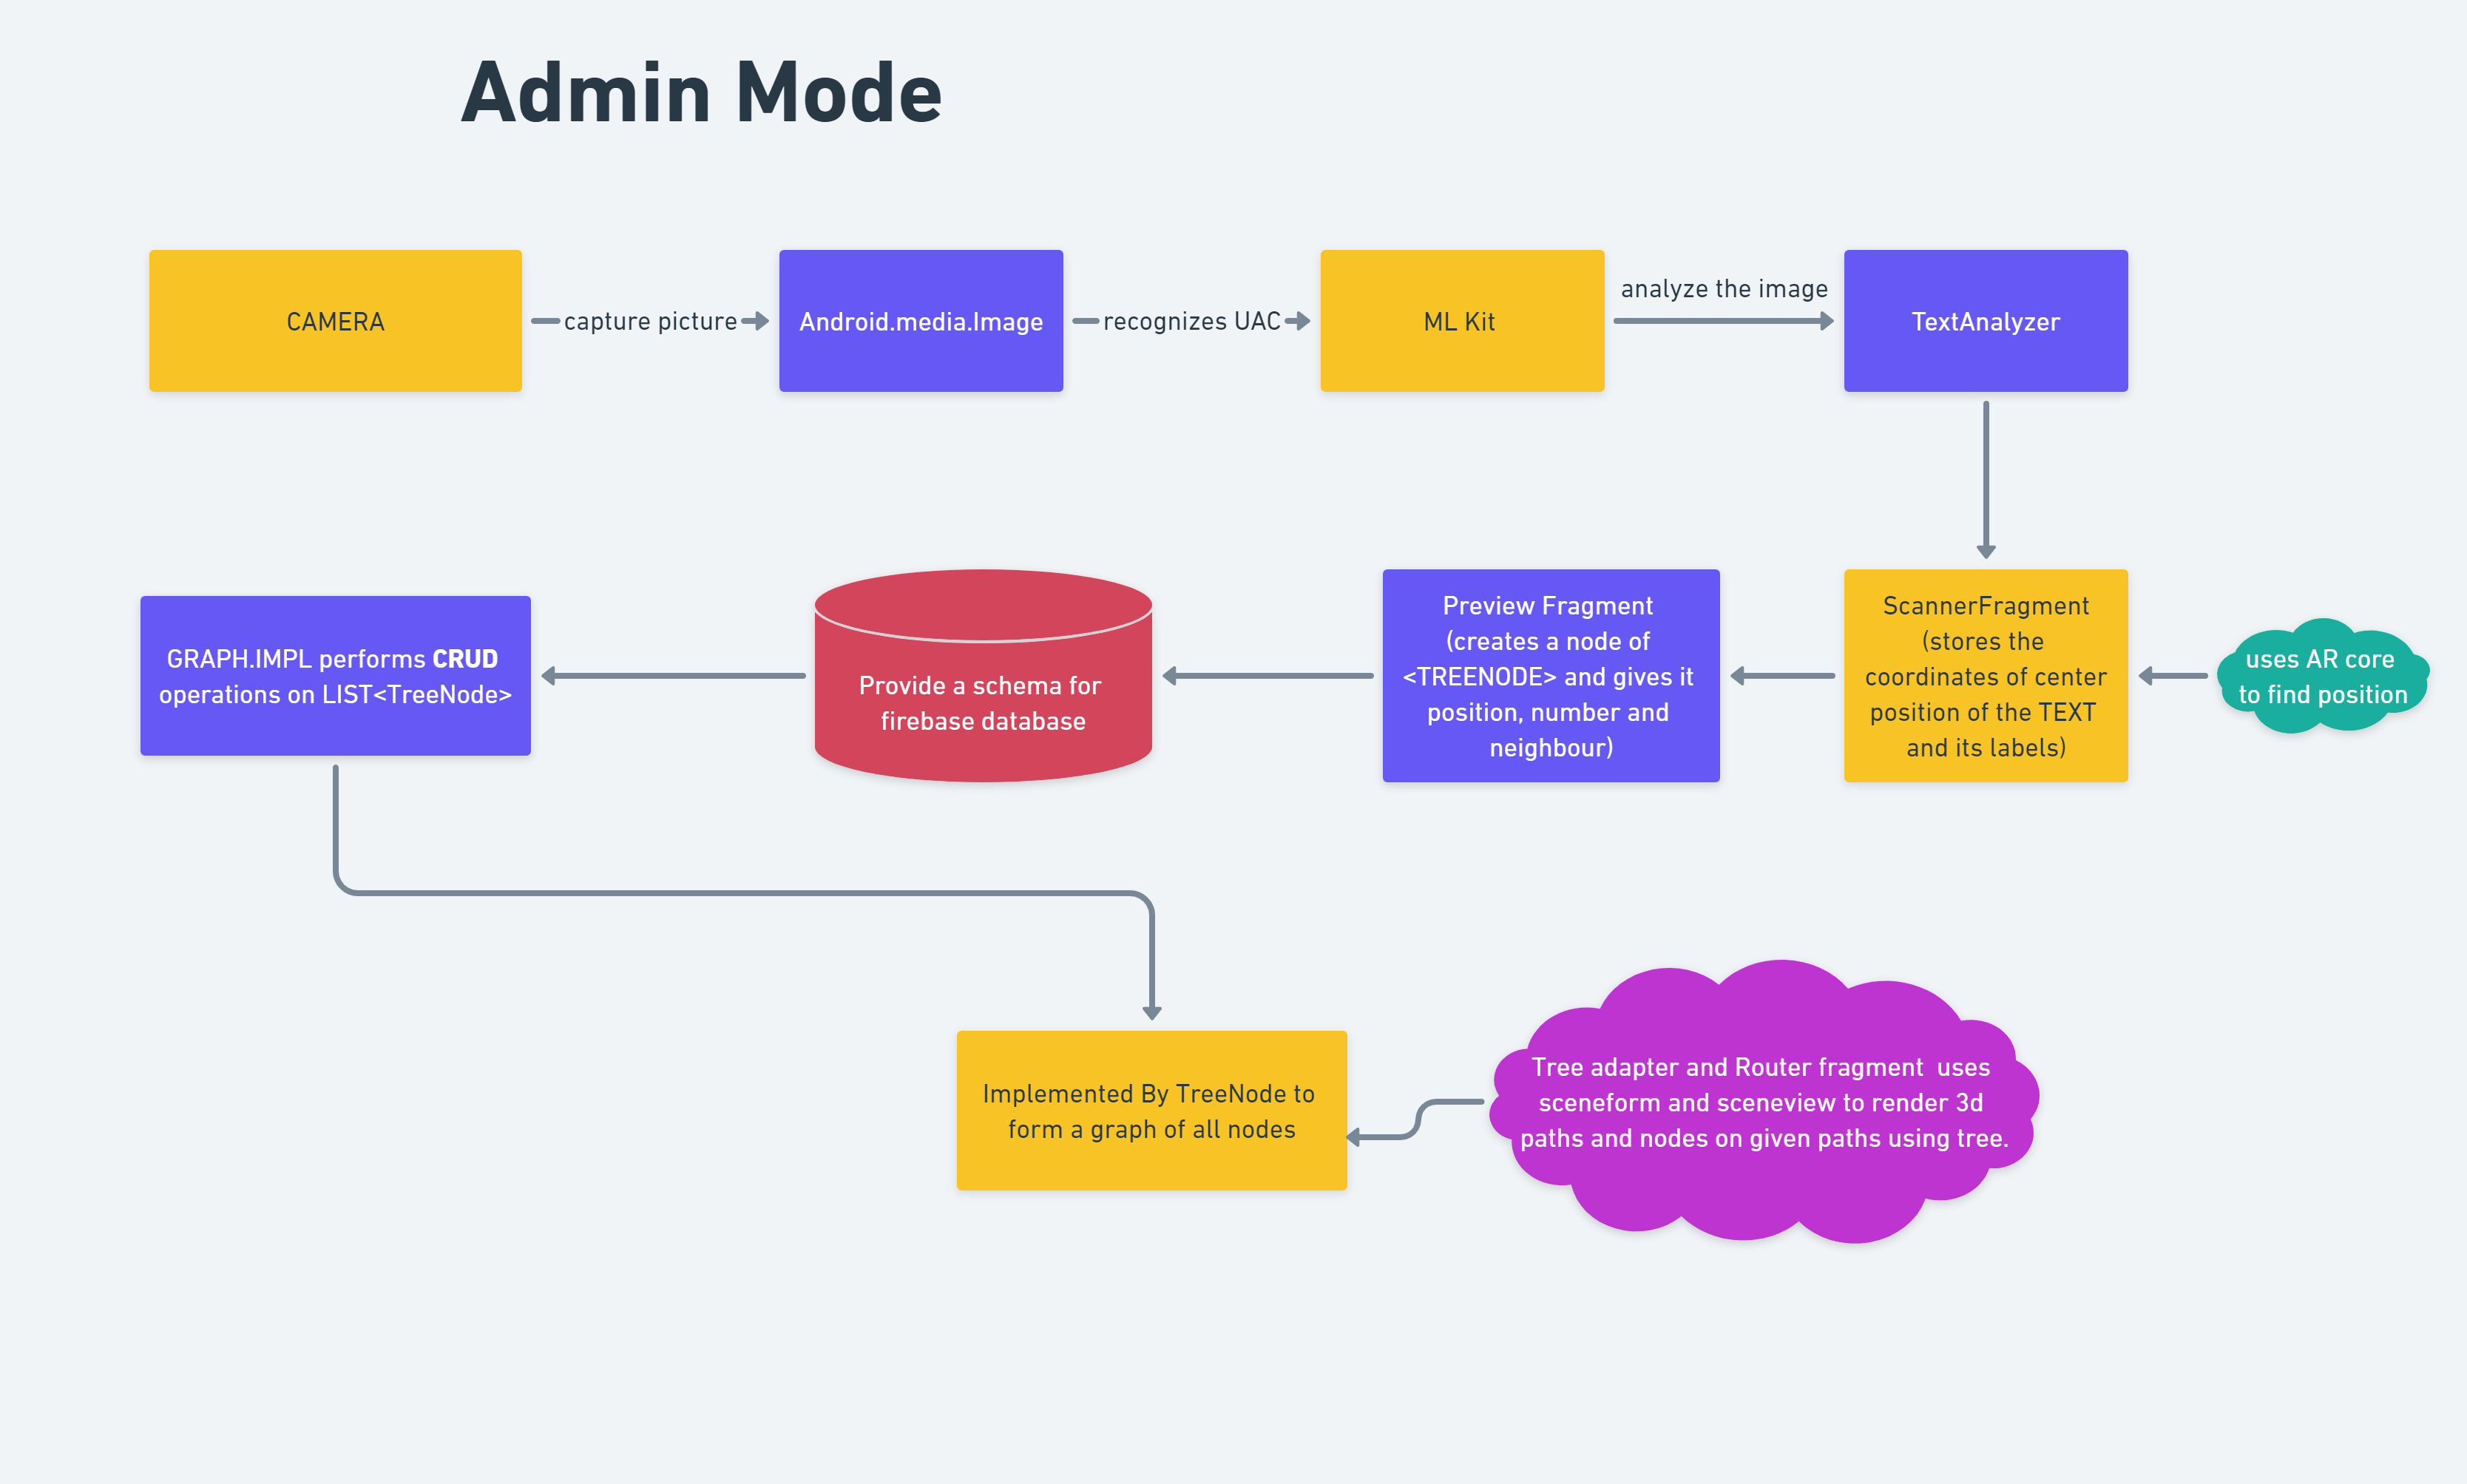 Admin Mode
CAMERA
capture picture
Android.media.Image
recognizes UAC
ML Kit
analyze the image
TextAnalyzer
GRAPH.IMPL performs CRUD
operations on LIST<TreeNode>
Provide a schema for
firebase database
Preview Fragment
(creates a node of
<TREENODE> and gives it
position, number and
neighbour)
ScannerFragment
(stores the
coordinates of center
position of the TEXT
and its labels)
uses AR core
to find position
Implemented By TreeNode to
form a graph of all nodes
Tree adapter and Router fragment  uses
sceneform and sceneview to render 3d
paths and nodes on given paths using tree.